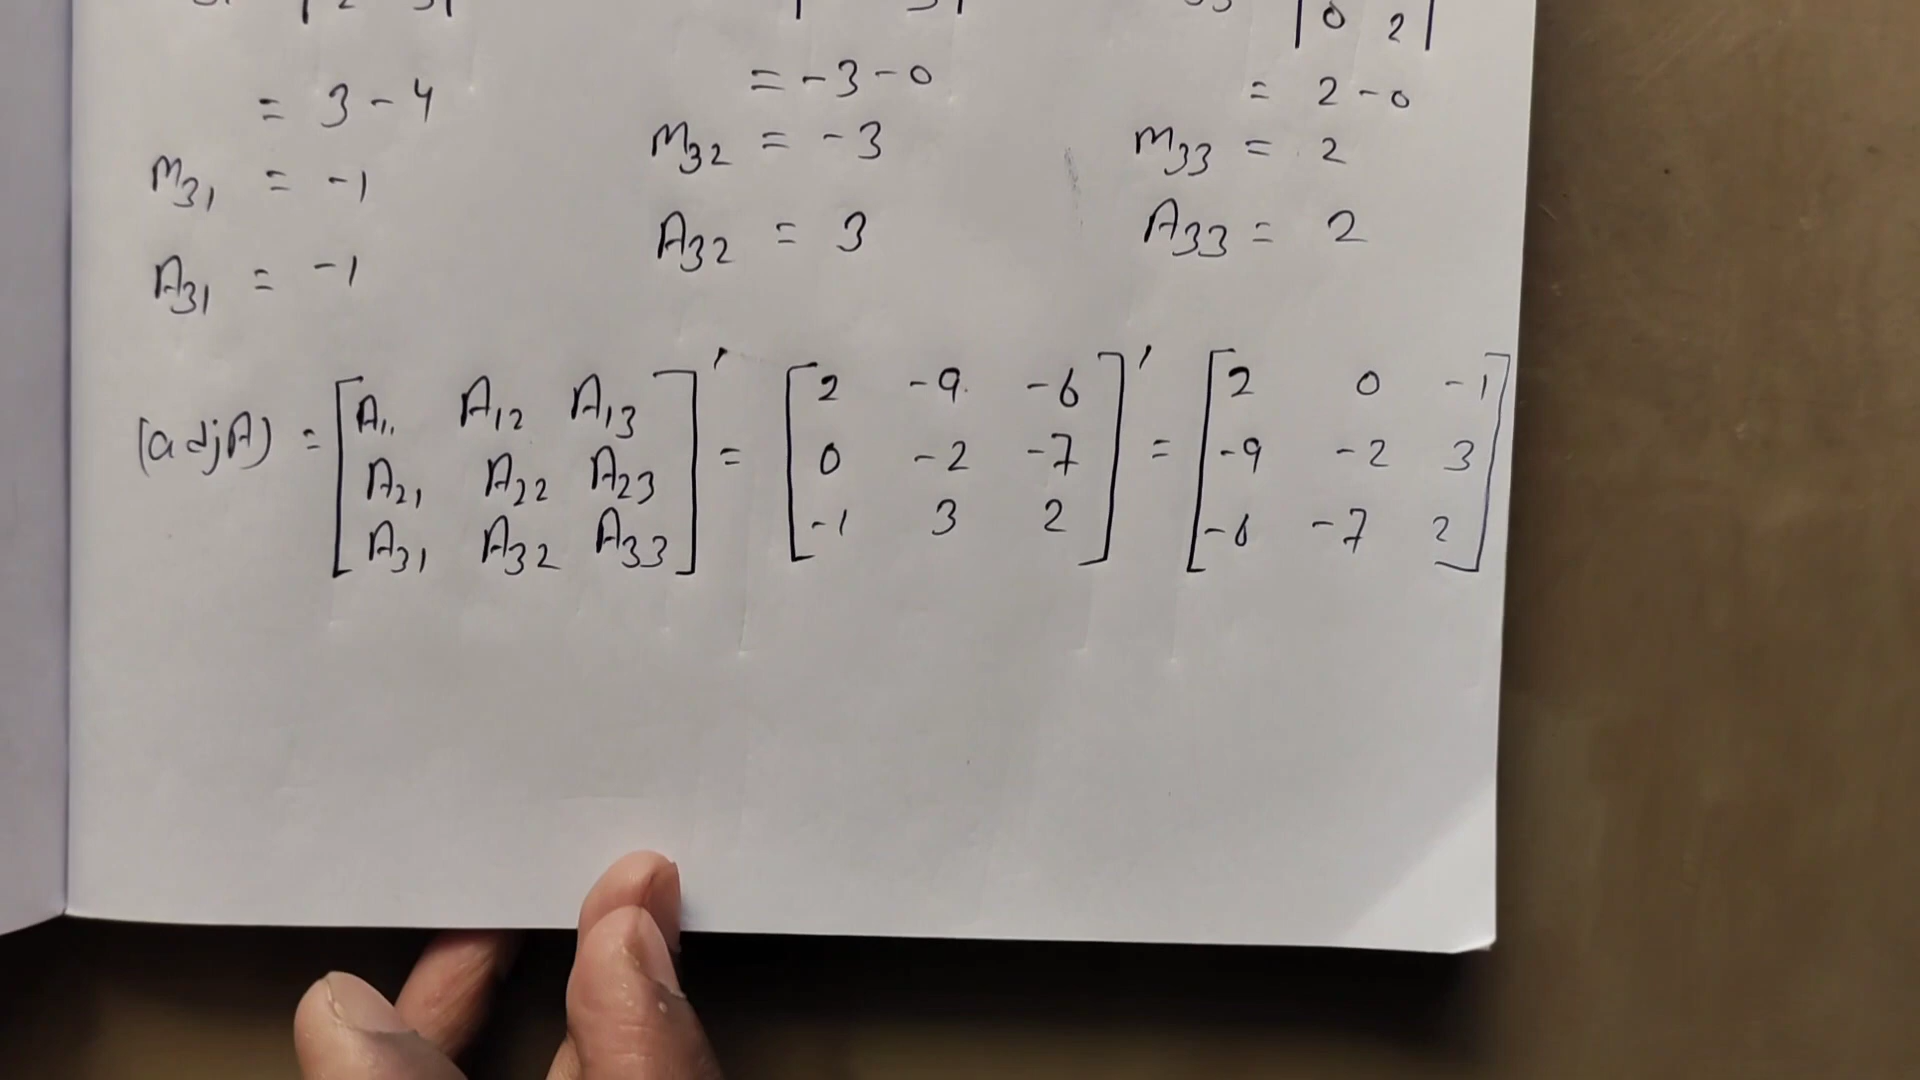 |0 2|
= 3 - 4 = -3 - 0 = 2 - 0
M31 = -1 M32 = -3 M33 = 2
A31 = -1 A32 = 3 A33 = 2
(adjA) = [A11 A12 A13]' = [2 -9 -6]' = [2 0 -1]
[A21 A22 A23] [0 -2 -7] [-9 -2 3]
[A31 A32 A33] [-1 3 2] [-6 -7 2]